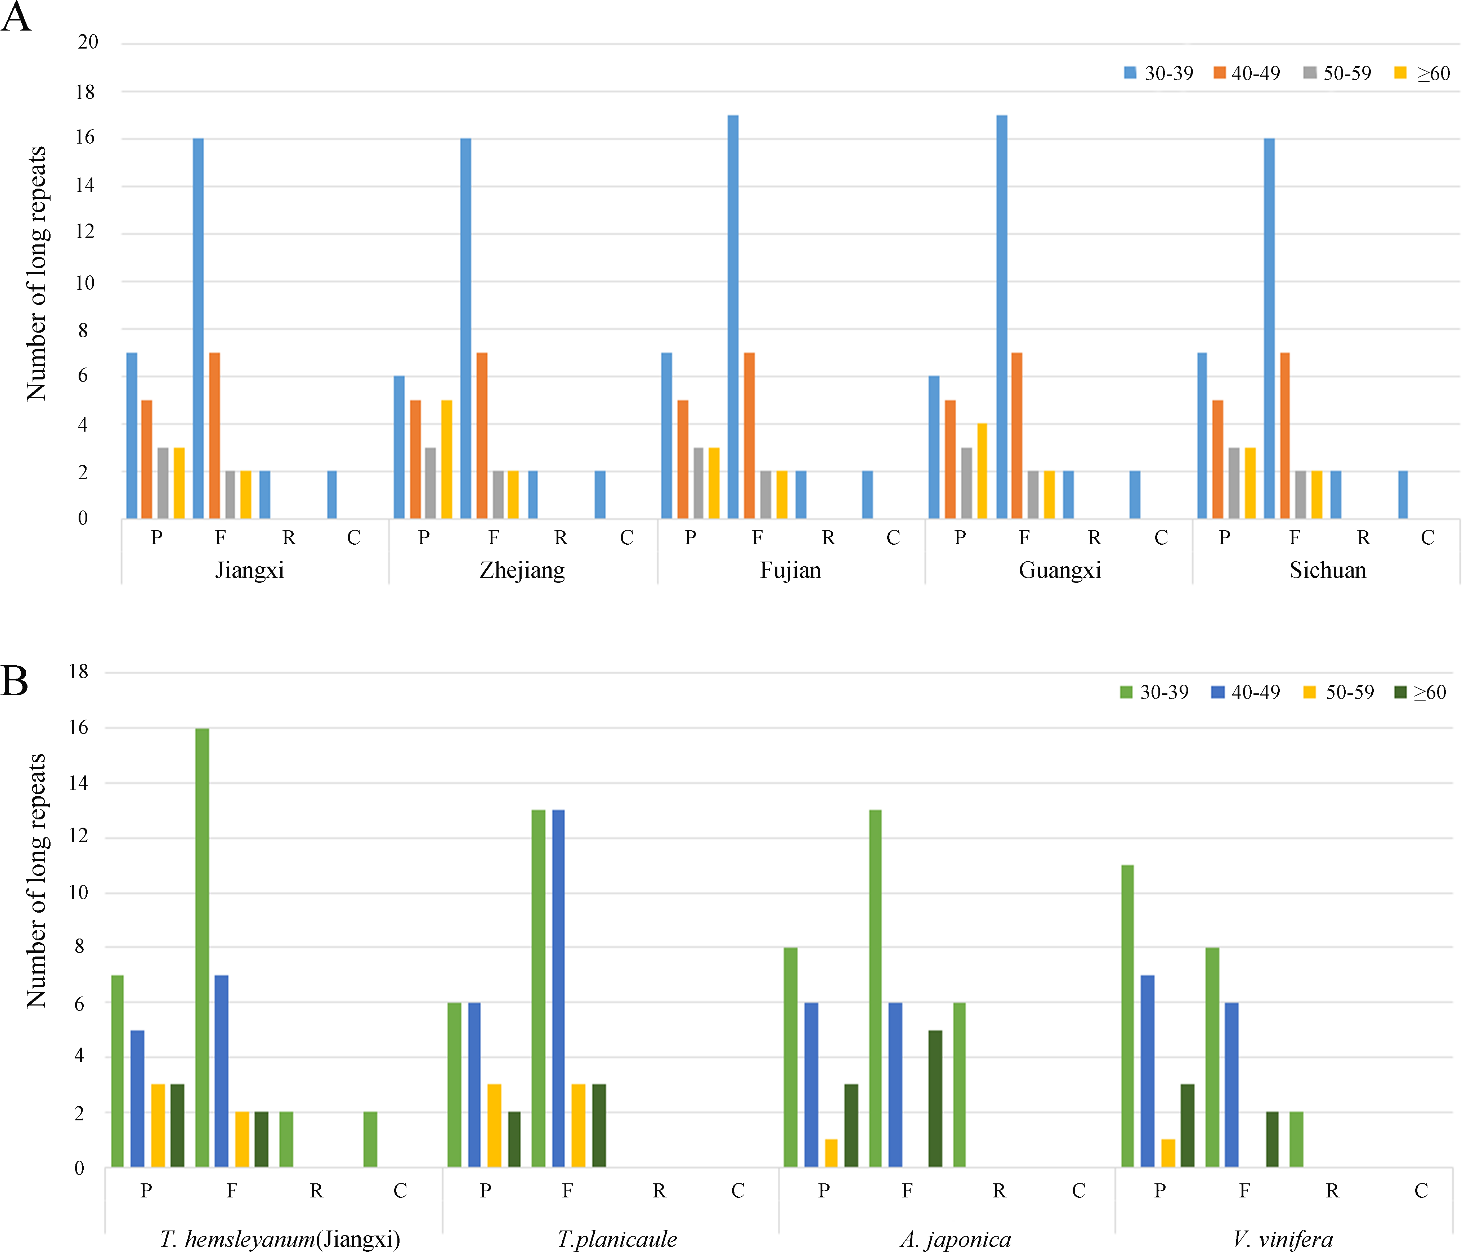 A
20
30-39 40-49 50-59 ≥60
18
16
14
12
10
8
6
4
2
0
Number of long repeats
P F R C P F R C P F R C P F R C P F R C
Jiangxi Zhejiang Fujian Guangxi Sichuan
B
18
30-39 40-49 50-59 ≥60
16
14
12
10
8
6
4
2
0
Number of long repeats
P F R C P F R C P F R C P F R C
T. hemsleyanum(Jiangxi) T.planicaule A. japonica V. vinifera